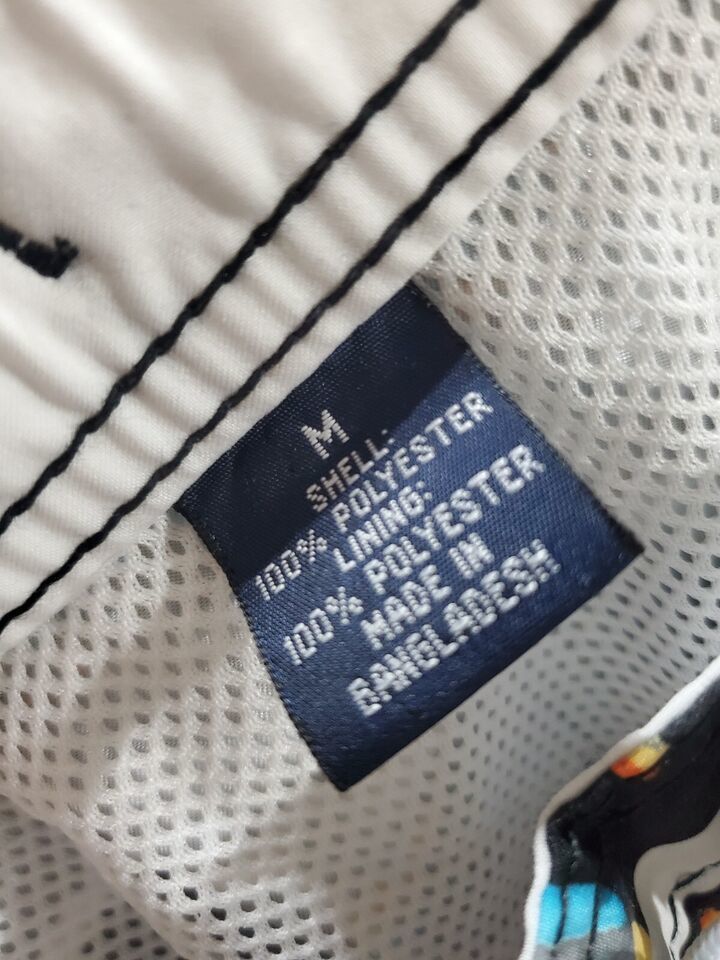 M
SHELL:
100% POLYESTER
LINING:
100% POLYESTER
MADE IN
BANGLADESH